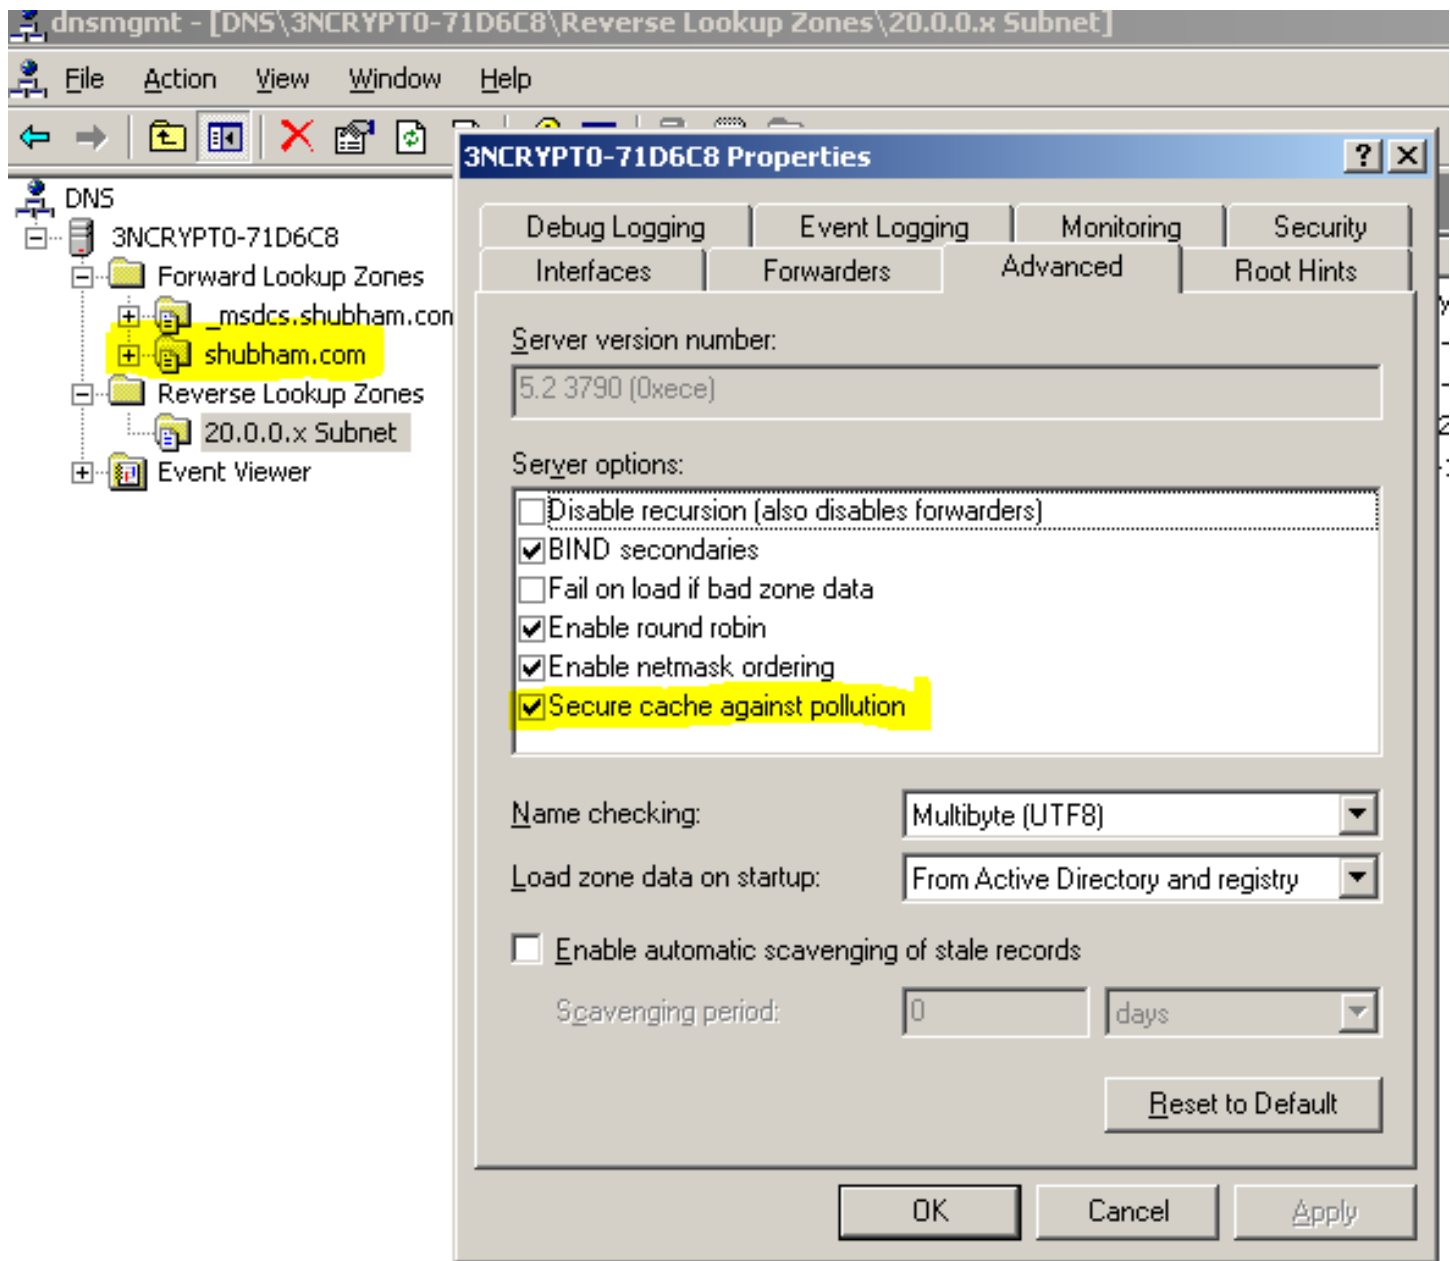 dnsmgmt - [DNS\3NCRYPT0-71D6C8\Reverse Lookup Zones\20.0.0.x Subnet]
File Action View Window Help
DNS
3NCRYPT0-71D6C8
Forward Lookup Zones
_msdcs.shubham.com
shubham.com
Reverse Lookup Zones
20.0.0.x Subnet
Event Viewer
3NCRYPT0-71D6C8 Properties
Debug Logging Event Logging Monitoring Security
Interfaces Forwarders Advanced Root Hints
Server version number:
5.2 3790 (0xece)
Server options:
Disable recursion (also disables forwarders)
BIND secondaries
Fail on load if bad zone data
Enable round robin
Enable netmask ordering
Secure cache against pollution
Name checking: Multibyte (UTF8)
Load zone data on startup: From Active Directory and registry
Enable automatic scavenging of stale records
Scavenging period: 0 days
Reset to Default
OK Cancel Apply